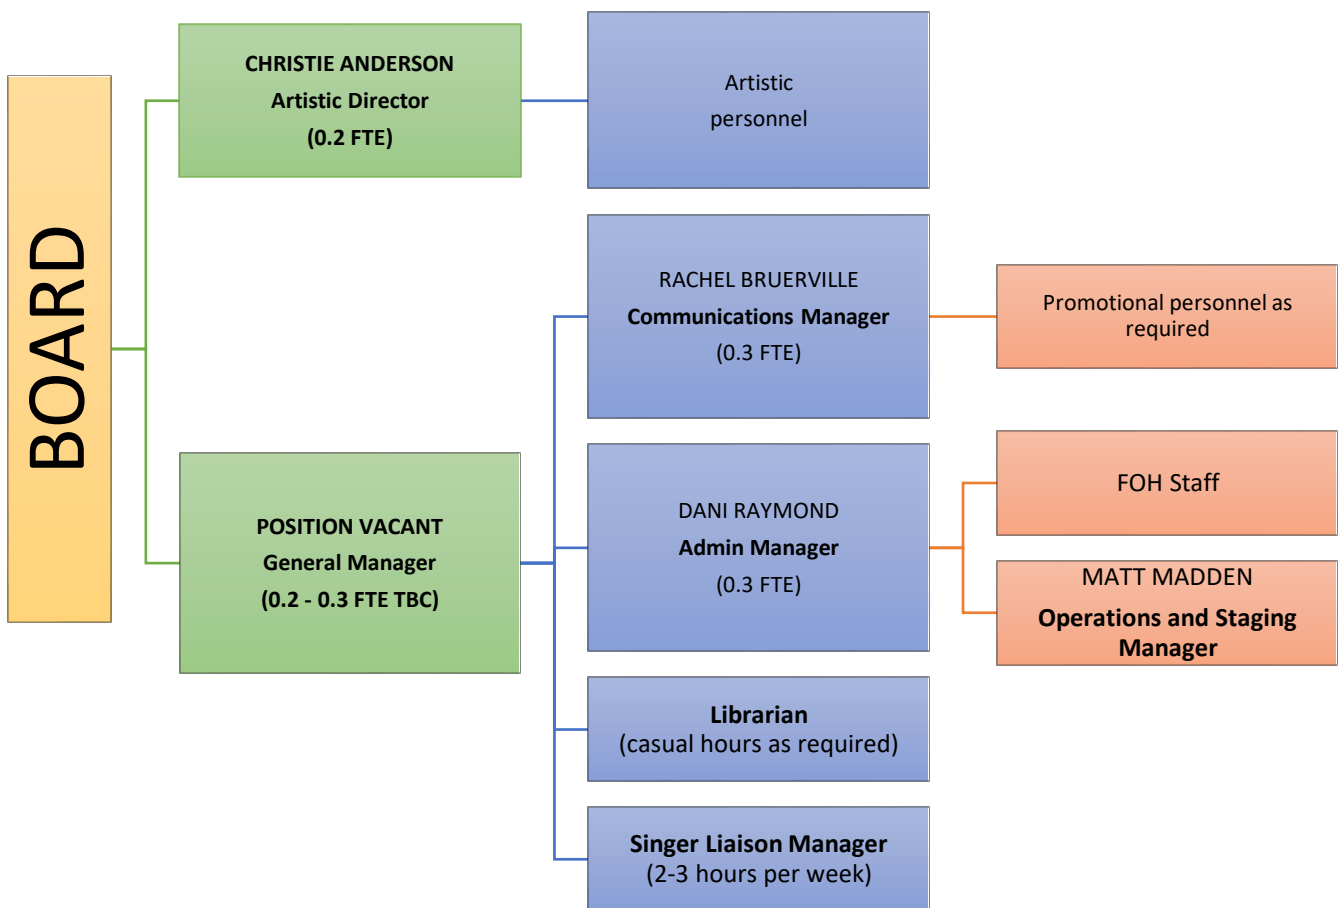 BOARD
CHRISTIE ANDERSON
Artistic Director
(0.2 FTE)
Artistic
personnel
RACHEL BRUERVILLE
Communications Manager
(0.3 FTE)
Promotional personnel as
required
POSITION VACANT
General Manager
(0.2 - 0.3 FTE TBC)
DANI RAYMOND
Admin Manager
(0.3 FTE)
FOH Staff
MATT MADDEN
Operations and Staging
Manager
Librarian
(casual hours as required)
Singer Liaison Manager
(2-3 hours per week)